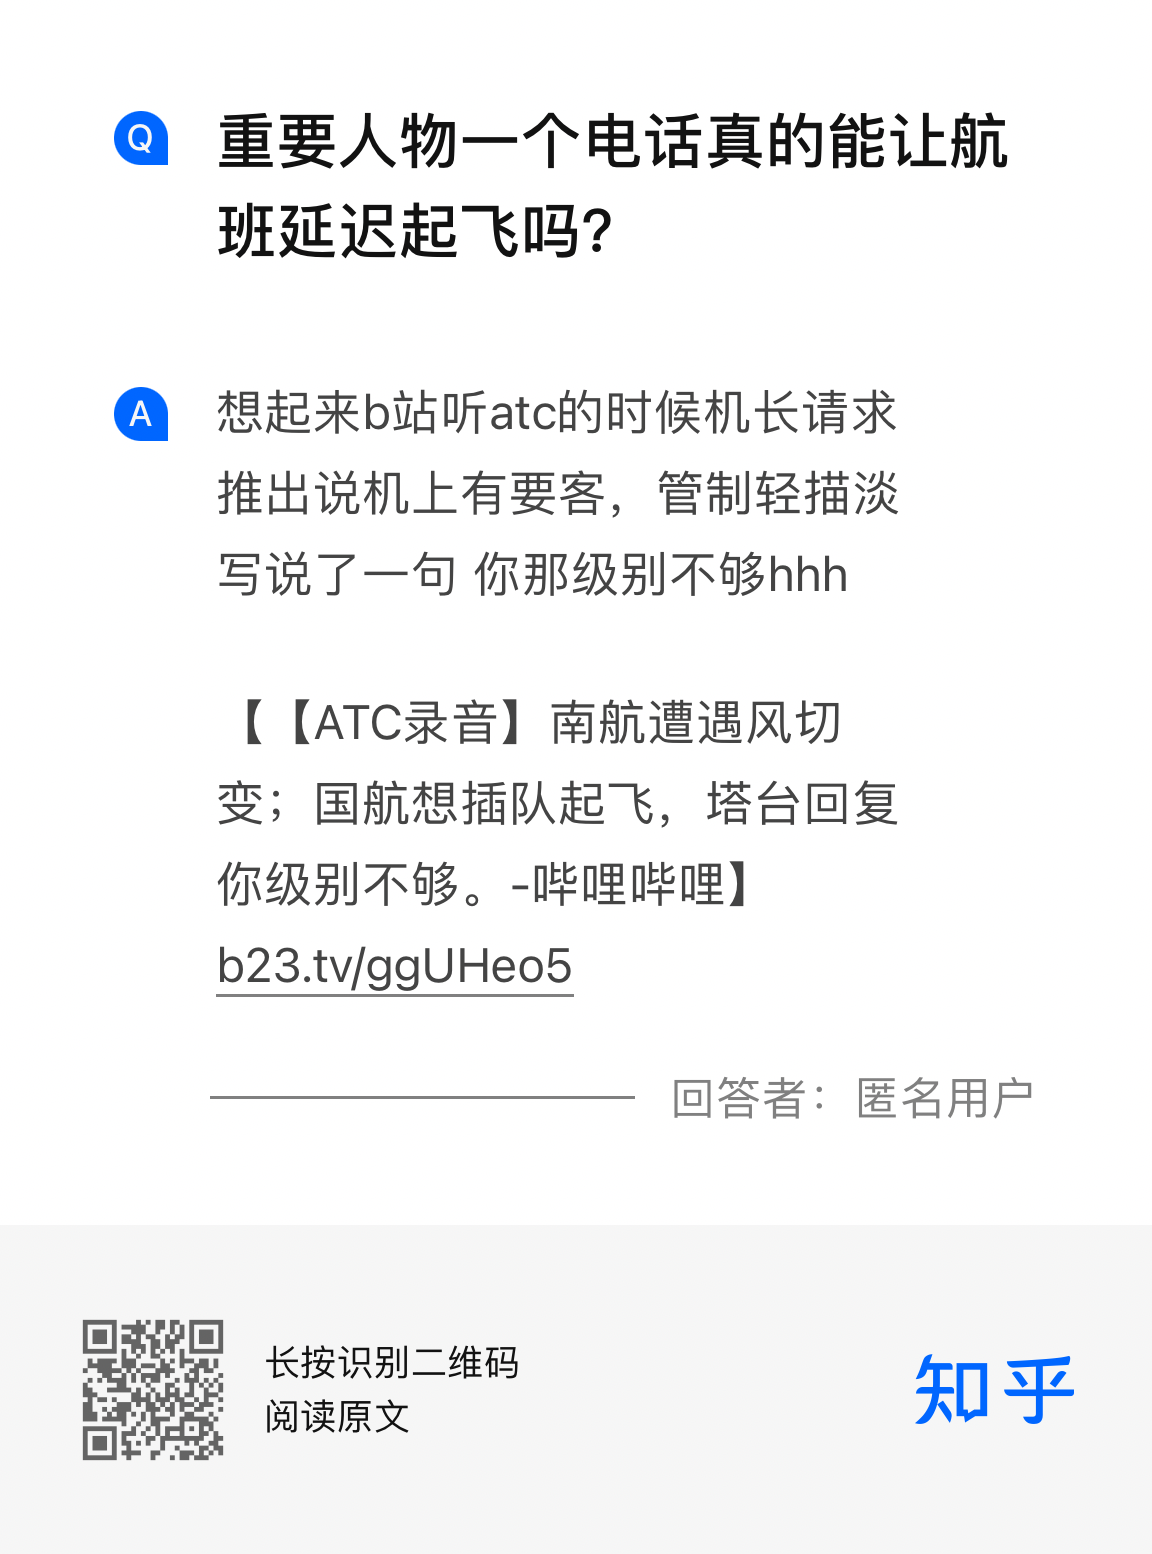 Q
重要人物一个电话真的能让航
班延迟起飞吗?
A
想起来b站听atc的时候机长请求
推出说机上有要客，管制轻描淡
写说了一句 你那级别不够hhh
【【ATC录音】南航遭遇风切
变；国航想插队起飞，塔台回复
你级别不够。-哔哩哔哩】
b23.tv/ggUHeo5
回答者：匿名用户
长按识别二维码
阅读原文
知乎